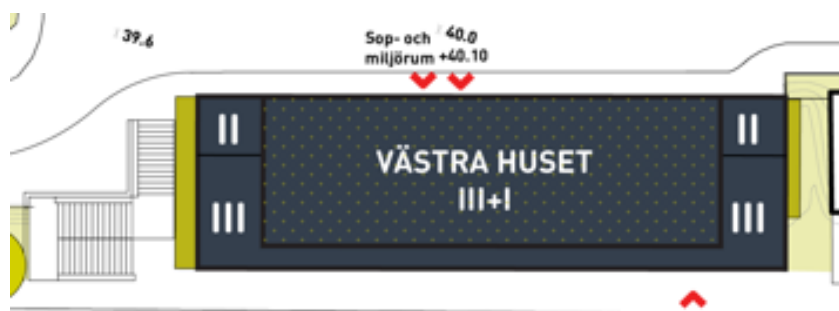 39.6
Sop- och
40.0
miljörum +40.10
II
II
VÄSTRA HUSET
III+I
III
III